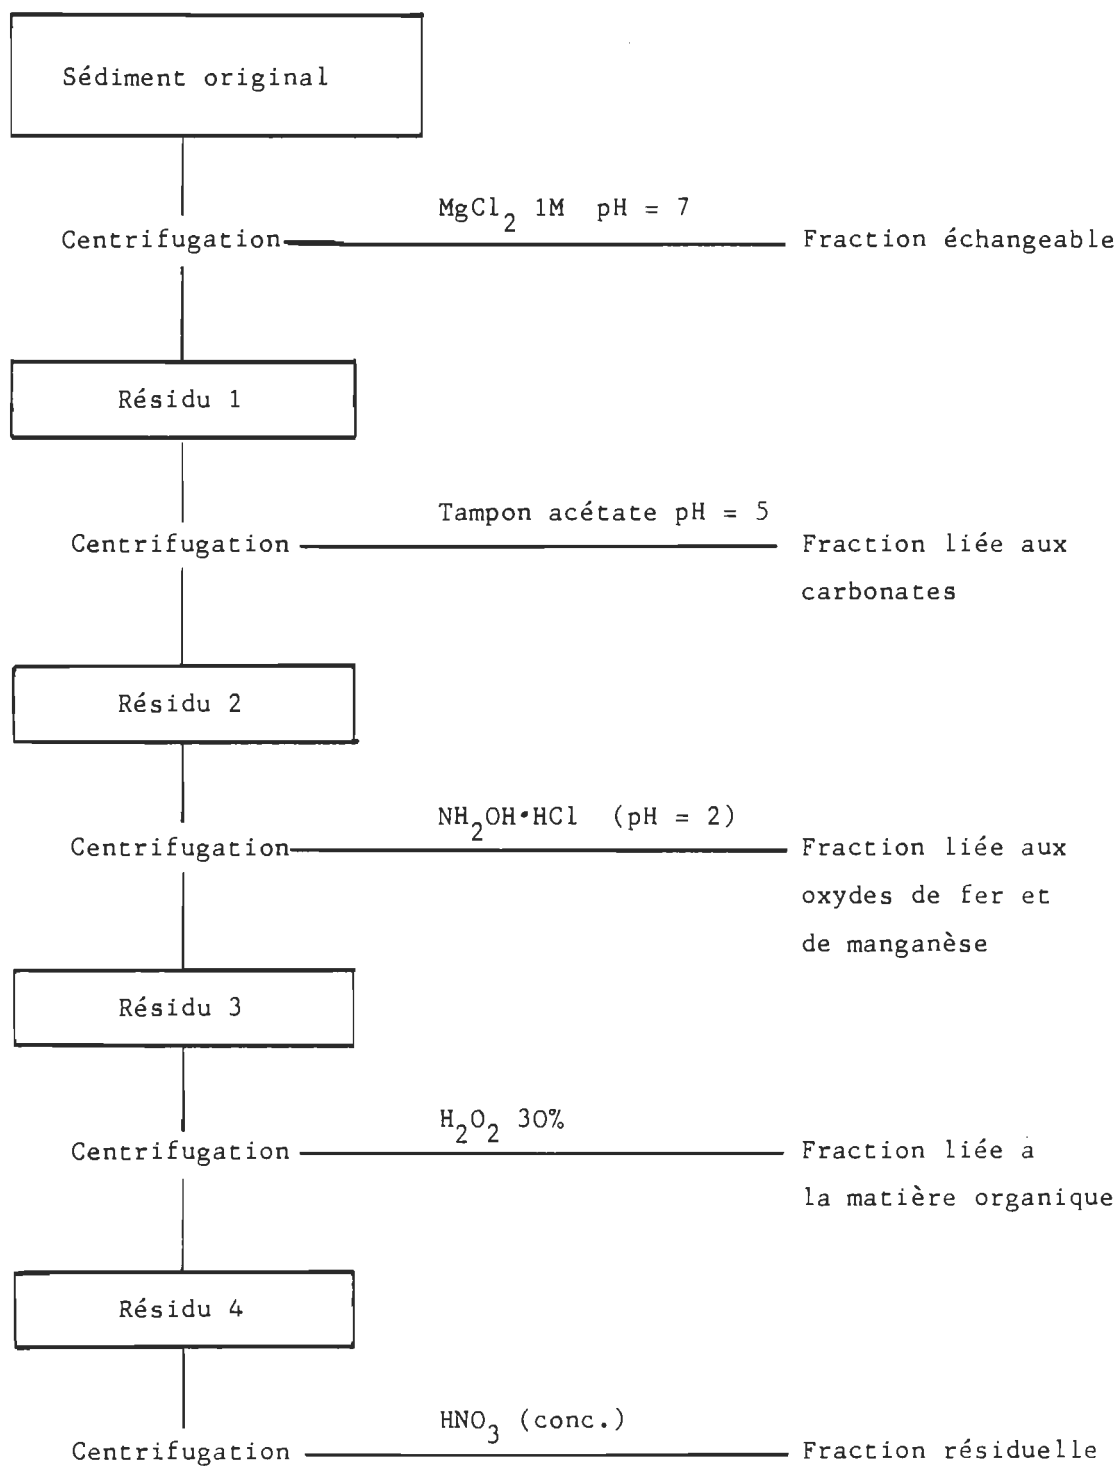 Sédiment original
MgCl2 1M pH = 7
Centrifugation
Fraction échangeable
Résidu 1
Tampon acétate pH = 5
Centrifugation
Fraction liée aux
carbonates
Résidu 2
NH2OH•HCl (pH = 2)
Centrifugation
Fraction liée aux
oxydes de fer et
de manganèse
Résidu 3
H2O2 30%
Centrifugation
Fraction liée à
la matière organique
Résidu 4
HNO3 (conc.)
Centrifugation
Fraction résiduelle